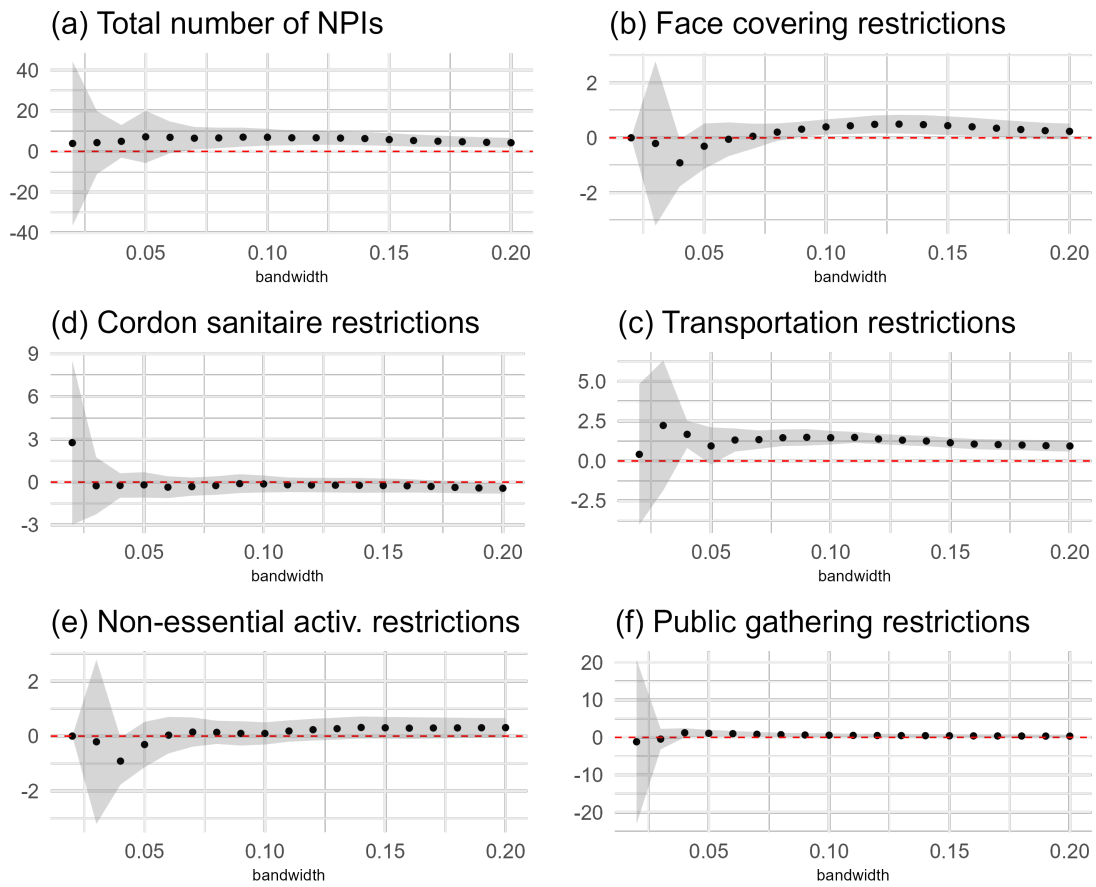 (a) Total number of NPIs
40
20
0
-20
-40
0.05 0.10 0.15 0.20
bandwidth
(b) Face covering restrictions
2
0
-2
0.05 0.10 0.15 0.20
bandwidth
(d) Cordon sanitaire restrictions
9
6
3
0
-3
0.05 0.10 0.15 0.20
bandwidth
(c) Transportation restrictions
5.0
2.5
0.0
-2.5
0.05 0.10 0.15 0.20
bandwidth
(e) Non-essential activ. restrictions
2
0
-2
0.05 0.10 0.15 0.20
bandwidth
(f) Public gathering restrictions
20
10
0
-10
-20
0.05 0.10 0.15 0.20
bandwidth